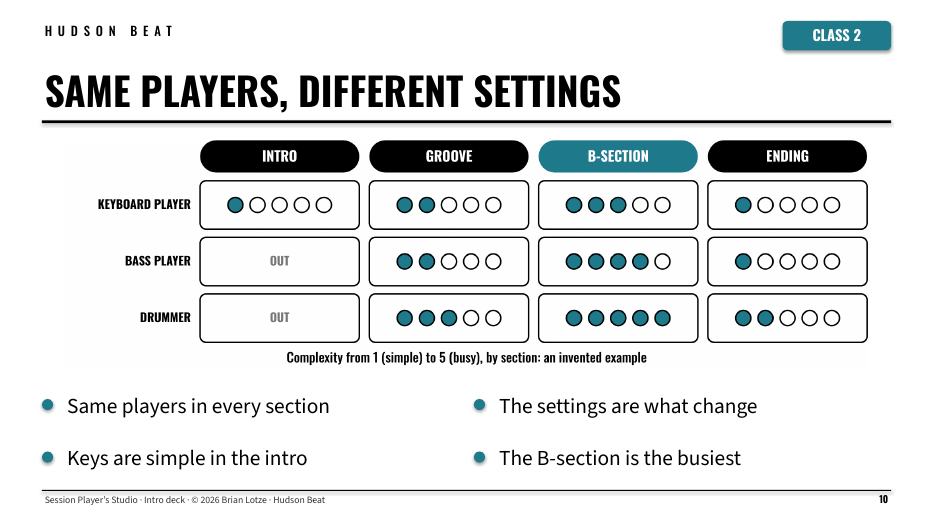 HUDSON BEAT
CLASS 2
SAME PLAYERS, DIFFERENT SETTINGS
INTRO GROOVE B-SECTION ENDING
KEYBOARD PLAYER
BASS PLAYER OUT
DRUMMER OUT
Complexity from 1 (simple) to 5 (busy), by section: an invented example
Same players in every section
Keys are simple in the intro
The settings are what change
The B-section is the busiest
Session Player's Studio · Intro deck · © 2026 Brian Lotze · Hudson Beat
10